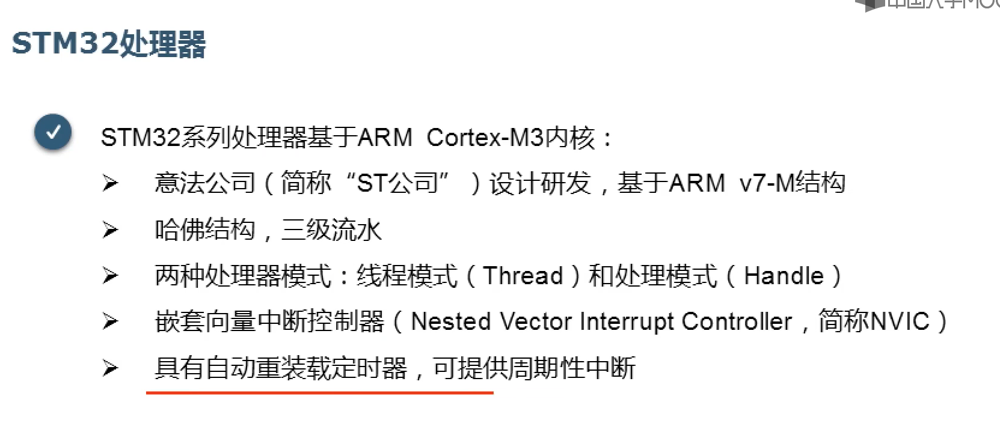 STM32处理器
STM32系列处理器基于ARM Cortex-M3内核：
意法公司（简称“ST公司”）设计研发，基于ARM v7-M结构
哈佛结构，三级流水
两种处理器模式：线程模式（Thread）和处理模式（Handle）
嵌套向量中断控制器（Nested Vector Interrupt Controller，简称NVIC）
具有自动重装载定时器，可提供周期性中断